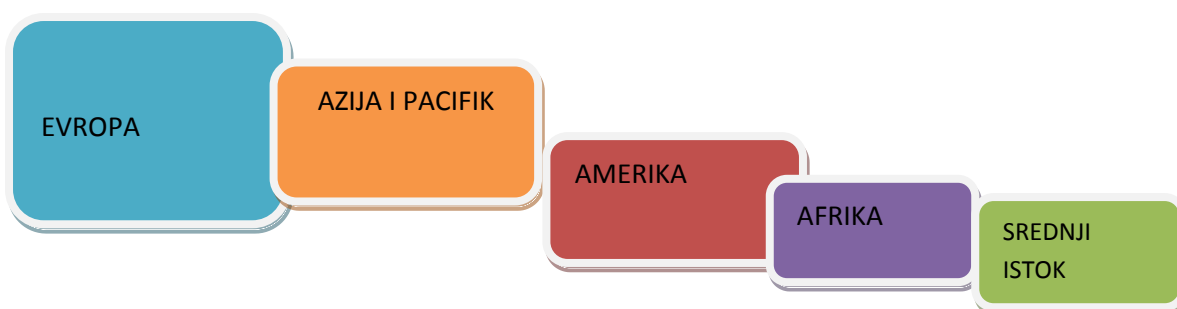 EVROPA
AZIJA I PACIFIK
AMERIKA
AFRIKA
SREDNJI
ISTOK